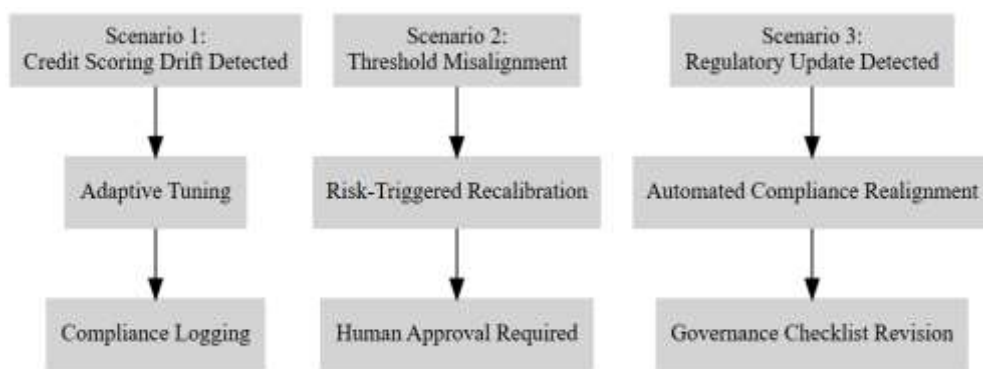 Scenario 1:
Credit Scoring Drift Detected
Adaptive Tuning
Compliance Logging
Scenario 2:
Threshold Misalignment
Risk-Triggered Recalibration
Human Approval Required
Scenario 3:
Regulatory Update Detected
Automated Compliance Realignment
Governance Checklist Revision